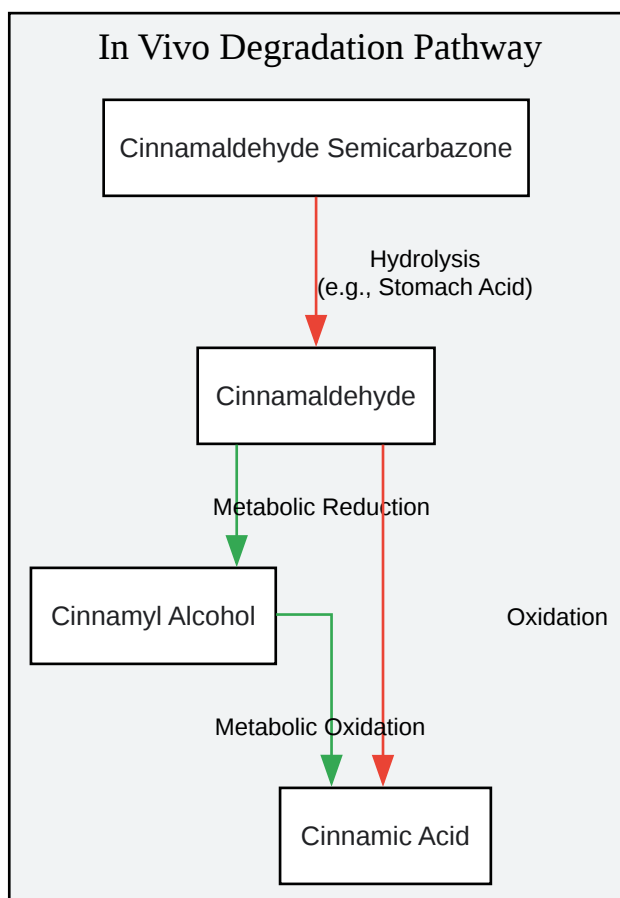 In Vivo Degradation Pathway
Cinnamaldehyde Semicarbazone
Hydrolysis
(e.g., Stomach Acid)
Cinnamaldehyde
Metabolic Reduction
Cinnamyl Alcohol
Oxidation
Metabolic Oxidation
Cinnamic Acid